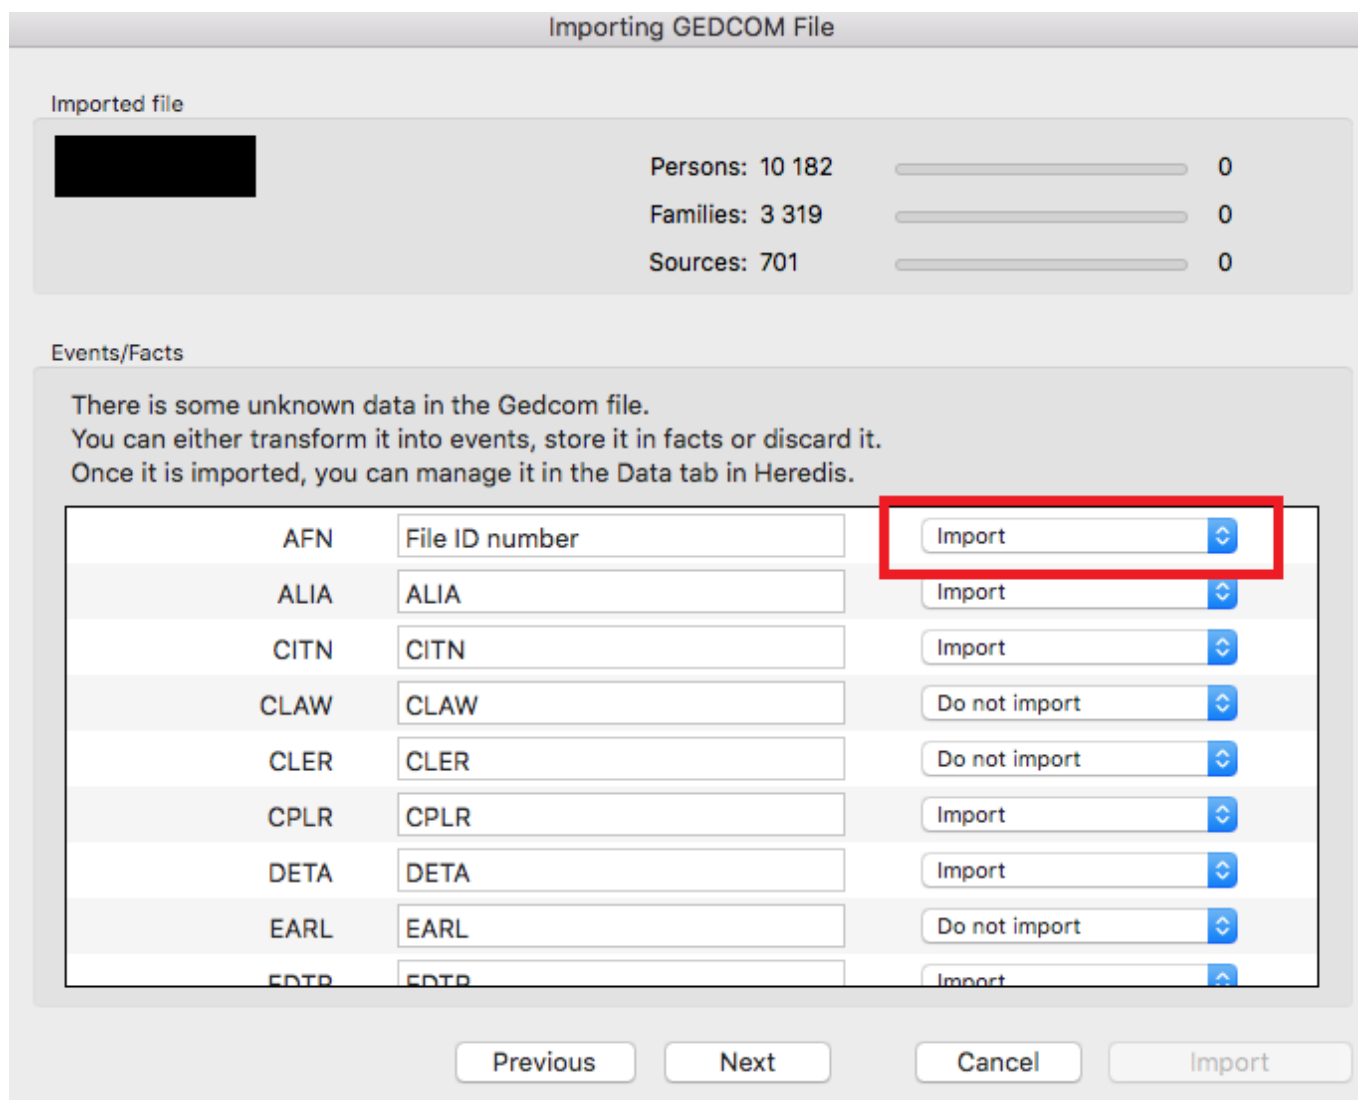 Importing GEDCOM File
Imported file
Persons: 10 182 0
Families: 3 319 0
Sources: 701 0
Events/Facts
There is some unknown data in the Gedcom file.
You can either transform it into events, store it in facts or discard it.
Once it is imported, you can manage it in the Data tab in Heredis.
AFN File ID number Import
ALIA ALIA Import
CITN CITN Import
CLAW CLAW Do not import
CLER CLER Do not import
CPLR CPLR Import
DETA DETA Import
EARL EARL Do not import
Import
Previous Next Cancel Import